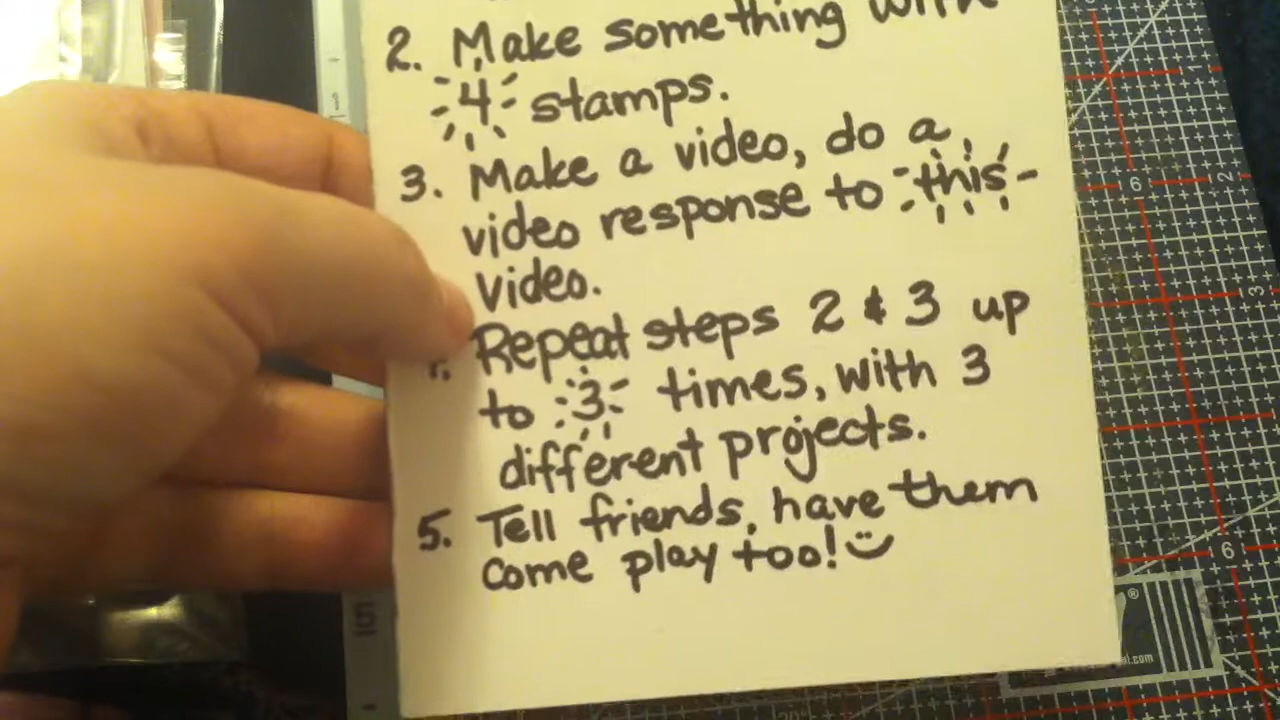 2. Make something with
4 stamps.
3. Make a video, do a
video response to this
video.
Repeat steps 2 & 3 up
to 3 times, with 3
different projects.
5. Tell friends, have them
come play too!